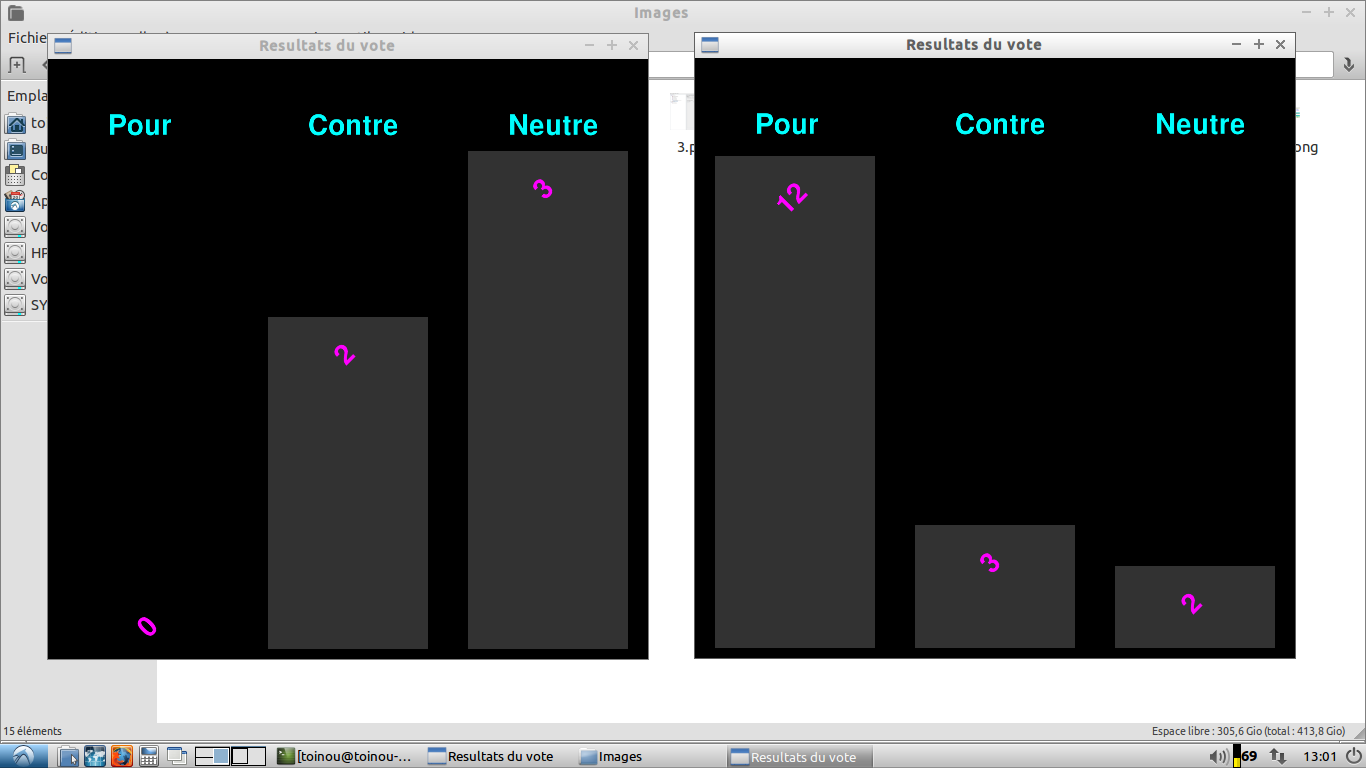 Images
Fichie
Resultats du vote
Pour Contre Neutre
0
2
3
Resultats du vote
Pour Contre Neutre
12
3
2
Empla
to
Bu
Co
Ap
Vo
HP
Vo
SY
3.p
ong
15 éléments
Espace libre : 305,6 Gio (total : 413,8 Gio)
[toinou@toinou-...
Resultats du vote
Images
Resultats du vote
69
13:01